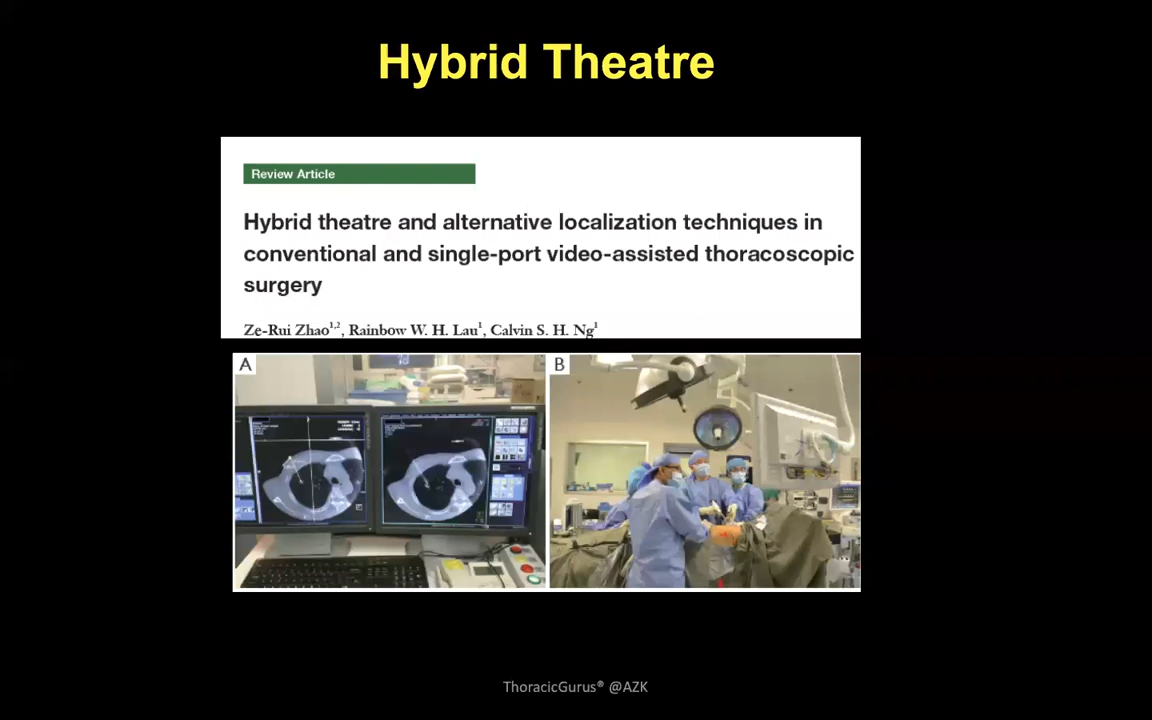 Hybrid Theatre
Review Article
Hybrid theatre and alternative localization techniques in
conventional and single-port video-assisted thoracoscopic
surgery
Ze-Rui Zhao1,2, Rainbow W. H. Lau1, Calvin S. H. Ng1
A
B
ThoracicGurus® @AZK